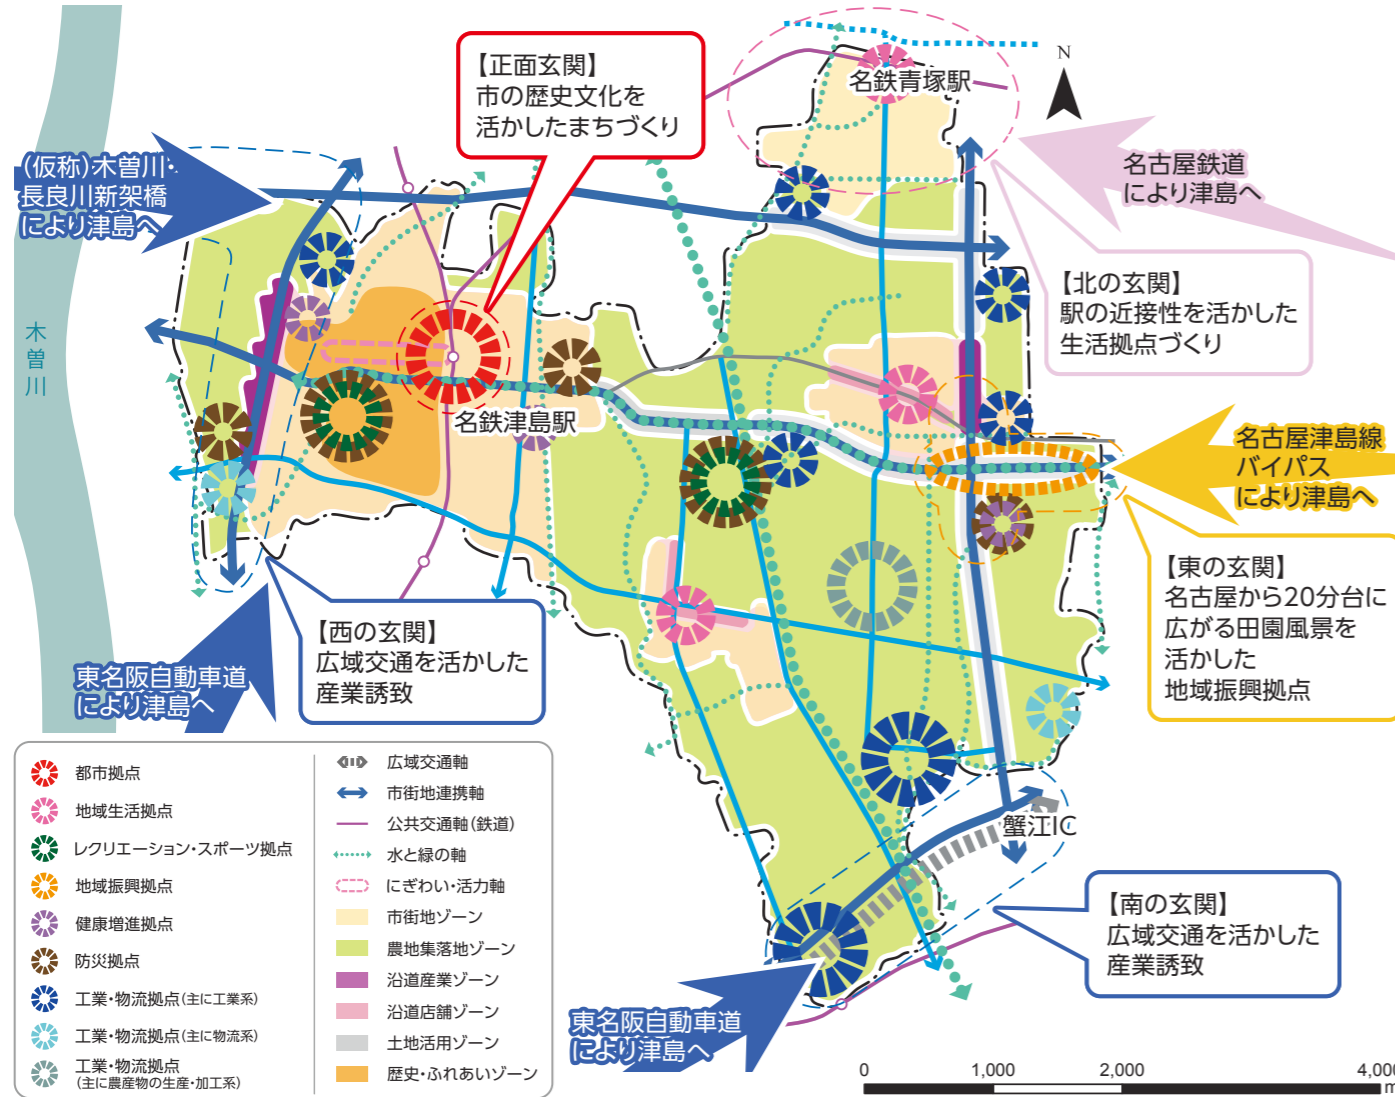 【正面玄関】
市の歴史文化を
活かしたまちづくり
名鉄青塚駅
N
(仮称)木曽川・
長良川新架橋
により津島へ
名古屋鉄道
により津島へ
【北の玄関】
駅の近接性を活かした
生活拠点づくり
木曽川
名鉄津島駅
名古屋津島線
バイパス
により津島へ
【東の玄関】
名古屋から20分台に
広がる田園風景を
活かした
地域振興拠点
【西の玄関】
広域交通を活かした
産業誘致
東名阪自動車道
により津島へ
蟹江IC
【南の玄関】
広域交通を活かした
産業誘致
東名阪自動車道
により津島へ
都市拠点
地域生活拠点
レクリエーション・スポーツ拠点
地域振興拠点
健康増進拠点
防災拠点
工業・物流拠点(主に工業系)
工業・物流拠点(主に物流系)
工業・物流拠点
(主に農産物の生産・加工系)
広域交通軸
市街地連携軸
公共交通軸(鉄道)
水と緑の軸
にぎわい・活力軸
市街地ゾーン
農地集落地ゾーン
沿道産業ゾーン
沿道店舗ゾーン
土地活用ゾーン
歴史・ふれあいゾーン
0 1,000 2,000 4,000
m